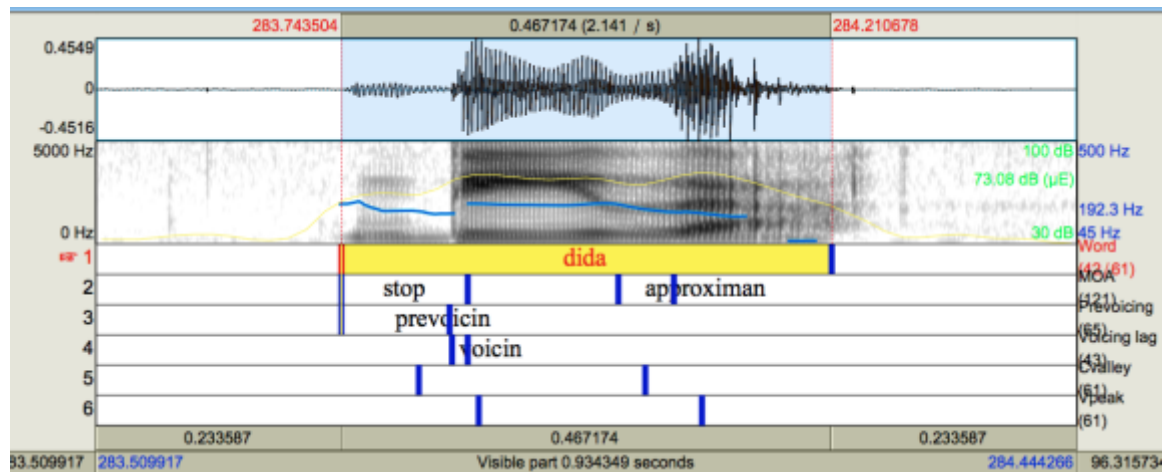 283.743504 0.467174 (2.141 / s) 284.210678
0.4549
0
-0.4516
5000 Hz 100 dB 500 Hz
73.08 dB (µE)
192.3 Hz
0 Hz 30 dB 45 Hz
1 dida Word
(42/61)
2 stop approximan MOA
(121)
3 prevoicin Prevoicing
(65)
4 voicin Voicing lag
(43)
5 Cvalley
(61)
6 Vpeak
(61)
0.233587 0.467174 0.233587
83.509917 283.509917 Visible part 0.934349 seconds 284.444266 96.315734